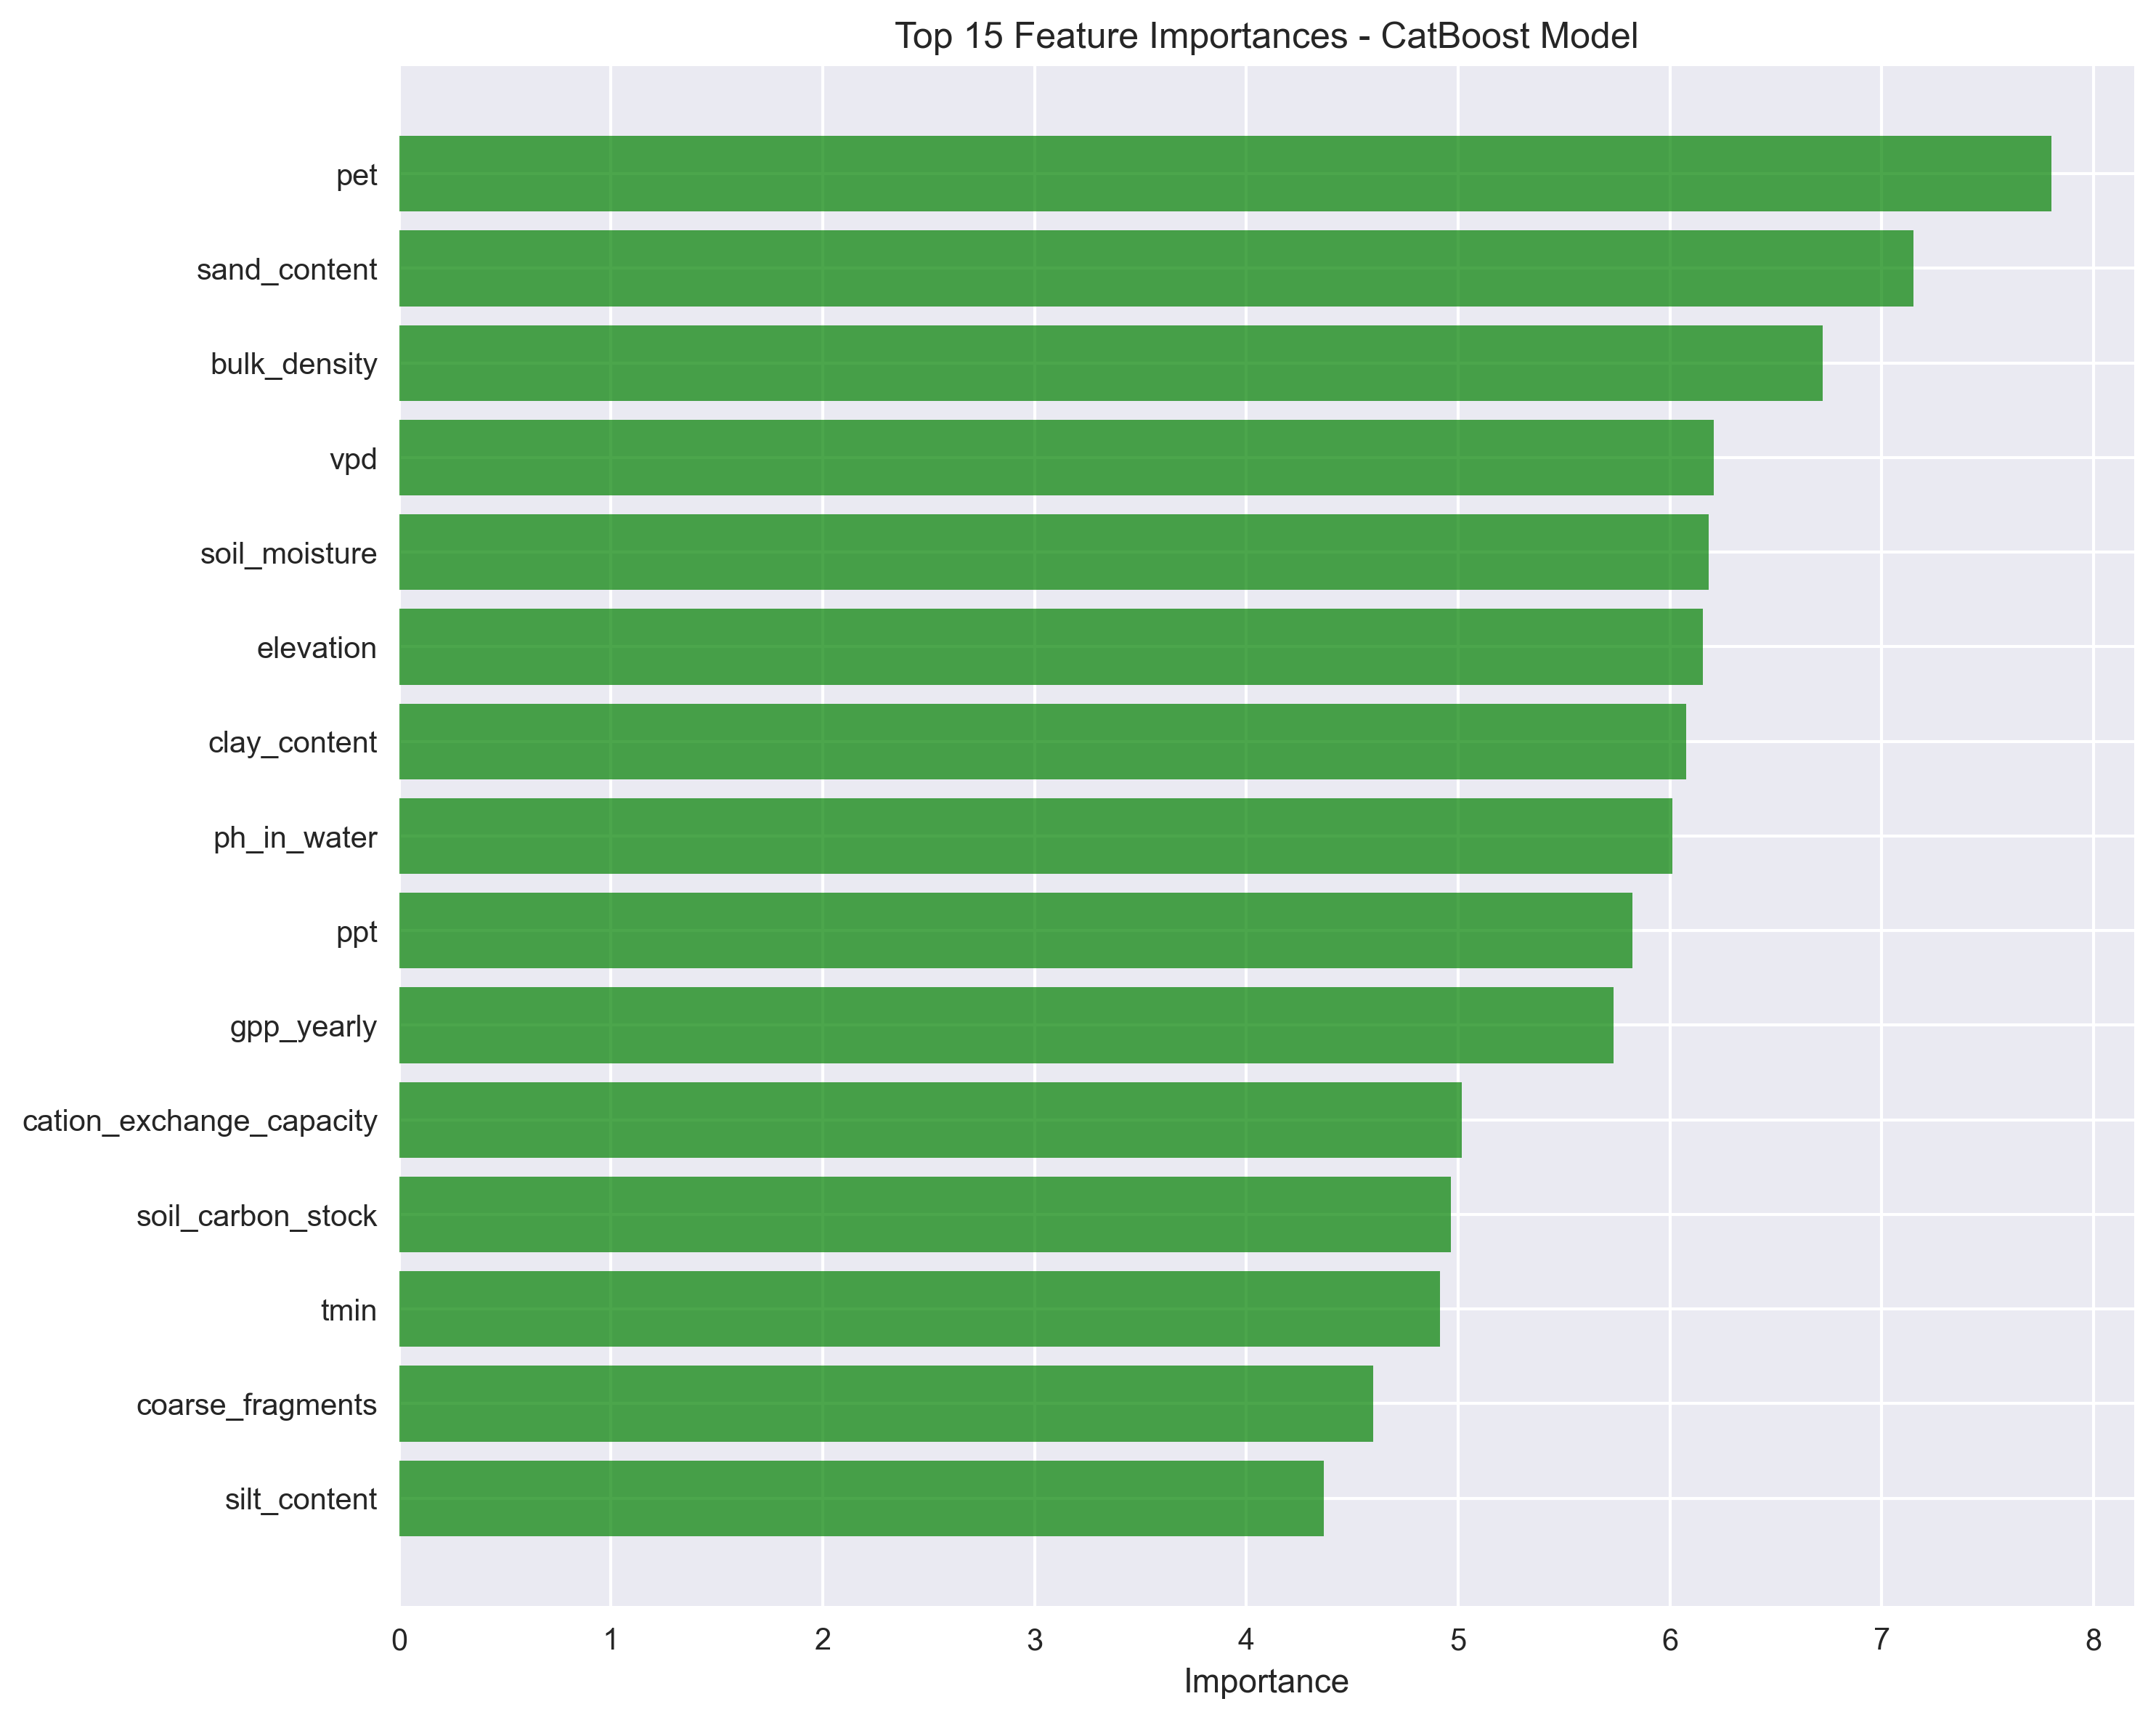 Top 15 Feature Importances - CatBoost Model
pet
sand_content
bulk_density
vpd
soil_moisture
elevation
clay_content
ph_in_water
ppt
gpp_yearly
cation_exchange_capacity
soil_carbon_stock
tmin
coarse_fragments
silt_content
0 1 2 3 4 5 6 7 8
Importance